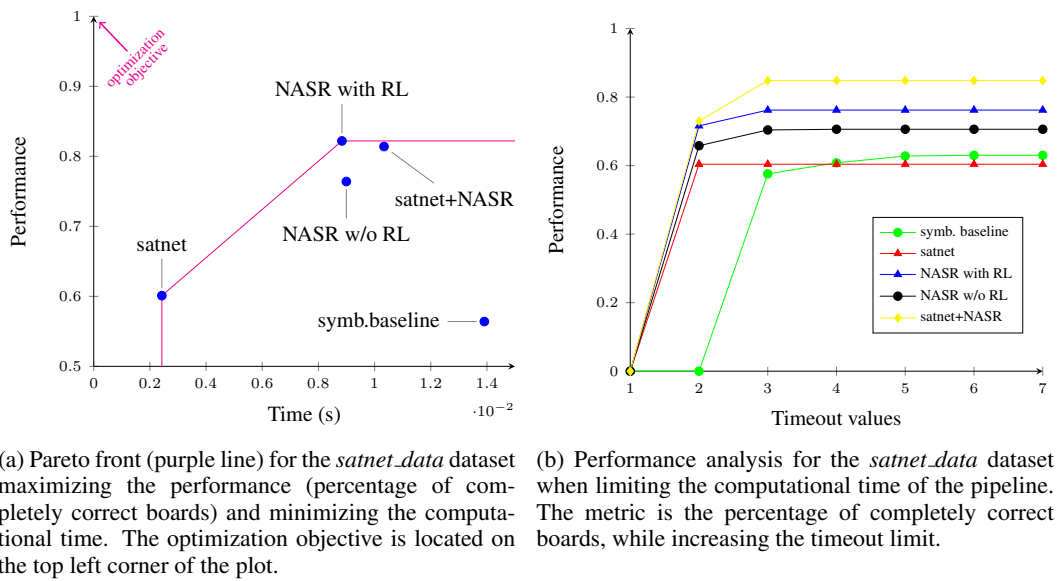 1
0.9
0.8
0.7
0.6
0.5
0
0.2
0.4
0.6
0.8
1
1.2
1.4
·10⁻²
Time (s)
Performance
optimization
objective
NASR with RL
satnet+NASR
NASR w/o RL
satnet
symb.baseline
1
0.8
0.6
0.4
0.2
0
1
2
3
4
5
6
7
Timeout values
Performance
symb. baseline
satnet
NASR with RL
NASR w/o RL
satnet+NASR
(a) Pareto front (purple line) for the satnet_data dataset
maximizing the performance (percentage of com-
pletely correct boards) and minimizing the computa-
tional time. The optimization objective is located on
the top left corner of the plot.
(b) Performance analysis for the satnet_data dataset
when limiting the computational time of the pipeline.
The metric is the percentage of completely correct
boards, while increasing the timeout limit.